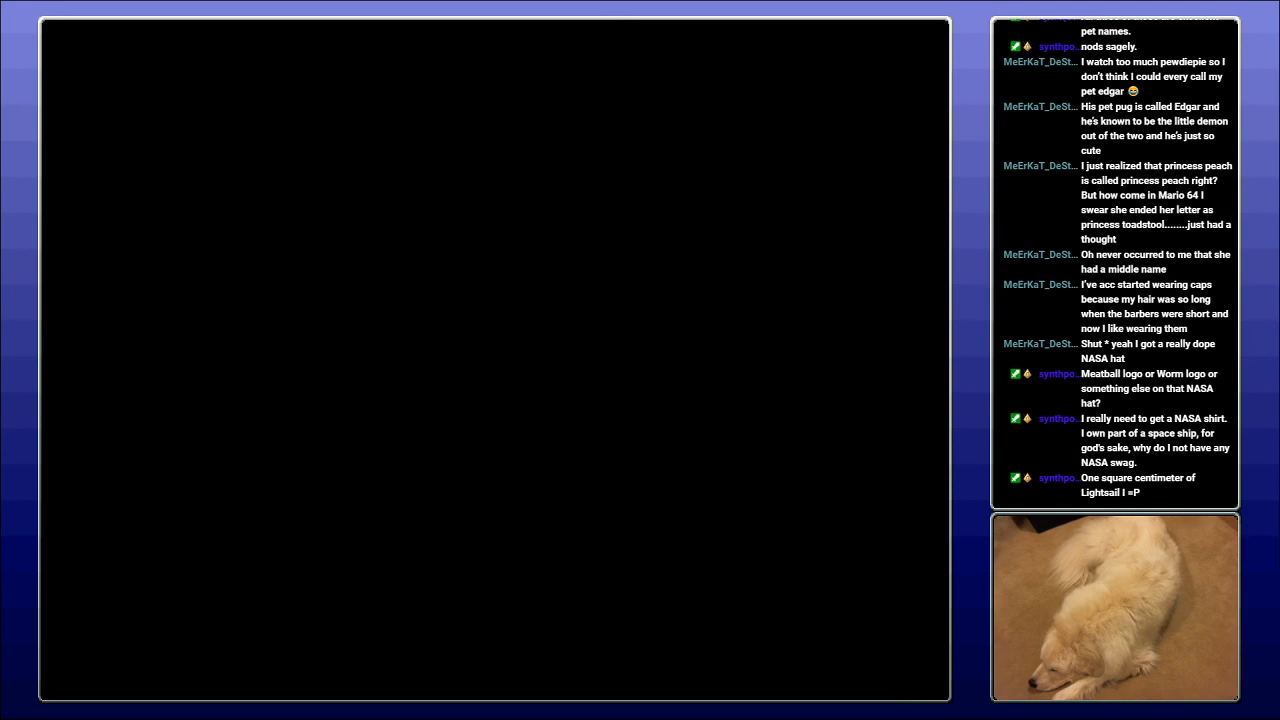 pet names.
synthpo.. nods sagely.
MeErKaT_DeSt... I watch too much pewdiepie so I
don't think I could every call my
pet edgar 😂
MeErKaT_DeSt... His pet pug is called Edgar and
he's known to be the little demon
out of the two and he's just so
cute
MeErKaT_DeSt... I just realized that princess peach
is called princess peach right?
But how come in Mario 64 I
swear she ended her letter as
princess toadstool........just had a
thought
MeErKaT_DeSt... Oh never occurred to me that she
had a middle name
MeErKaT_DeSt... I've acc started wearing caps
because my hair was so long
when the barbers were short and
now I like wearing them
MeErKaT_DeSt... Shut * yeah I got a really dope
NASA hat
synthpo.. Meatball logo or Worm logo or
something else on that NASA
hat?
synthpo.. I really need to get a NASA shirt.
I own part of a space ship, for
god's sake, why do I not have any
NASA swag.
synthpo.. One square centimeter of
Lightsail I =P